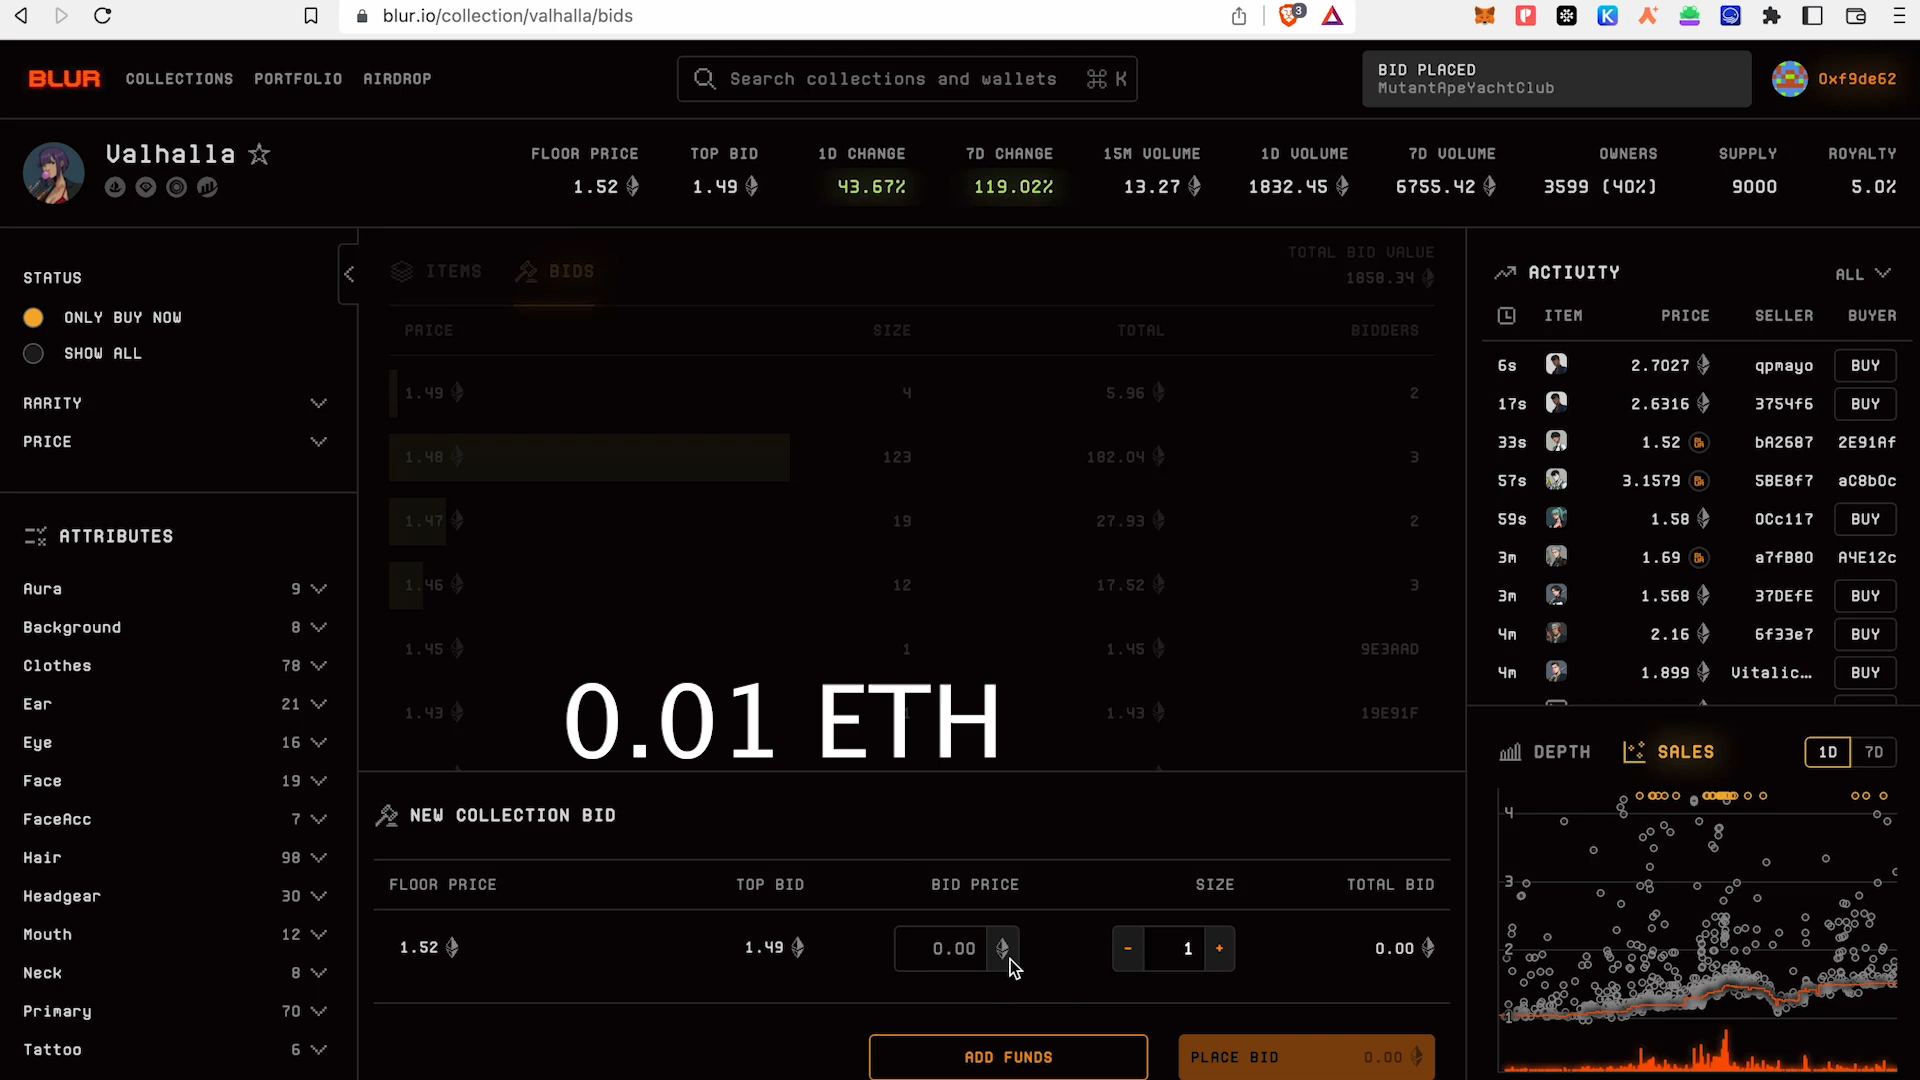 blur.io/collection/valhalla/bids
3
BLUR
COLLECTIONS PORTFOLIO AIRDROP
Search collections and wallets ⌘ K
BID PLACED
MutantApeYachtClub
0xf9de62
Valhalla
FLOOR PRICE TOP BID 1D CHANGE 7D CHANGE 15M VOLUME 1D VOLUME 7D VOLUME OWNERS SUPPLY ROYALTY
1.52 1.49 43.67% 119.02% 13.27 1832.45 6755.42 3599 (40%) 9000 5.0%
STATUS
ONLY BUY NOW
SHOW ALL
RARITY
PRICE
ATTRIBUTES
Aura 9
Background 8
Clothes 78
Ear 21
Eye 16
Face 19
FaceAcc 7
Hair 98
Headgear 30
Mouth 12
Neck 8
Primary 70
Tattoo 6
ITEMS BIDS
TOTAL BID VALUE
1858.34
PRICE SIZE TOTAL BIDDERS
1.49 4 5.96 2
1.48 123 182.04 3
1.47 19 27.93 2
1.46 12 17.52 3
1.45 1 1.45 9E3AAD
1.43 1 1.43 19E91F
0.01 ETH
NEW COLLECTION BID
FLOOR PRICE TOP BID BID PRICE SIZE TOTAL BID
1.52 1.49 0.00 - 1 + 0.00
ADD FUNDS
PLACE BID 0.00
ACTIVITY ALL
ITEM PRICE SELLER BUYER
6s 2.7027 qpmayo BUY
17s 2.6316 3754f6 BUY
33s 1.52 bA2687 2E91Af
57s 3.1579 5BE8f7 aC8b0c
59s 1.58 0Cc117 BUY
3m 1.69 a7fB80 A4E12c
3m 1.568 37DEfE BUY
4m 2.16 6f33e7 BUY
4m 1.899 Vitalic... BUY
DEPTH SALES 1D 7D
4
3
2
1